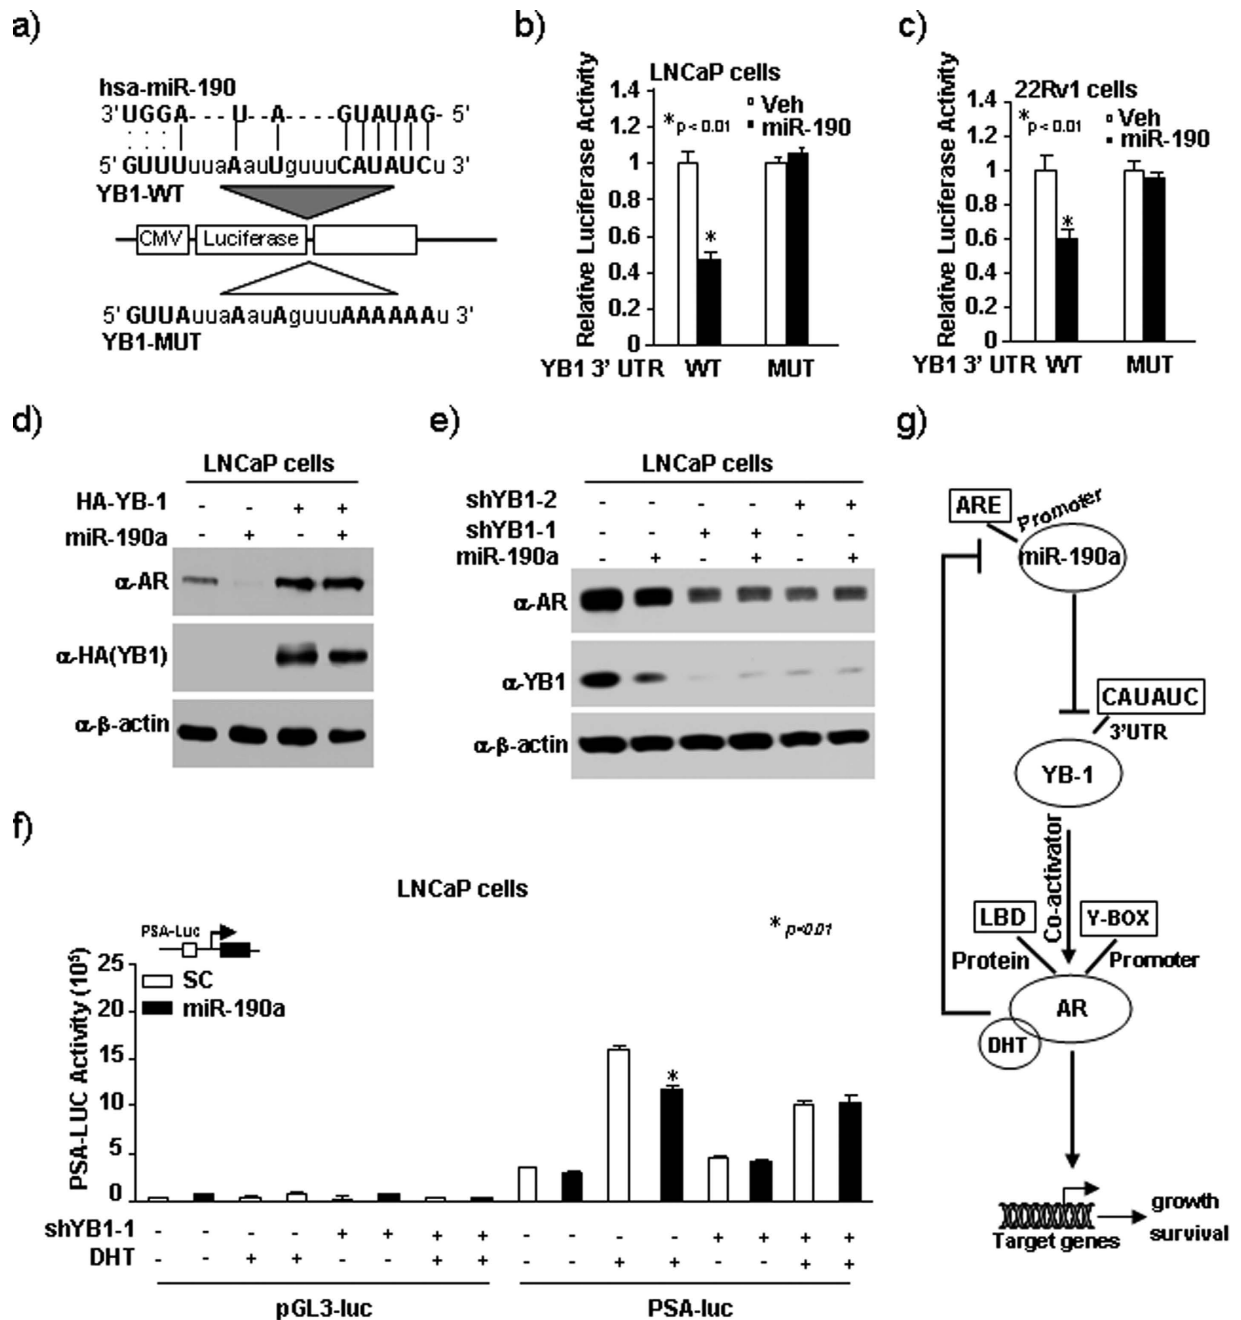 a)
hsa-miR-190
3'UGGA---U--A----GUAUAG- 5'
5' GUUUuuaAauUguuuCAUAUCu 3'
YB1-WT
CMV Luciferase
5' GUUAuuaAauAguuuAAAAAAu 3'
YB1-MUT
b)
LNCaP cells
Relative Luciferase Activity
1.4
1.2
1
0.8
0.6
0.4
0.2
0
* p < 0.01
Veh
miR-190
*
YB1 3' UTR WT MUT
c)
22Rv1 cells
Relative Luciferase Activity
1.4
1.2
1
0.8
0.6
0.4
0.2
0
* p < 0.01
Veh
miR-190
*
YB1 3' UTR WT MUT
d)
LNCaP cells
HA-YB-1 - - + +
miR-190a - + - +
α-AR
α-HA(YB1)
α-β-actin
e)
LNCaP cells
shYB1-2 - - - - + +
shYB1-1 - - + + - -
miR-190a - + - + - +
α-AR
α-YB1
α-β-actin
f)
LNCaP cells
PSA-Luc
* p<0.01
PSA-LUC Activity (10⁵)
25
20
15
10
5
0
SC
miR-190a
*
shYB1-1 - - - - + + + + - - - - + + + +
DHT - - + + - - + + - - + + - - + +
pGL3-luc PSA-luc
g)
ARE
Promoter
miR-190a
CAUAUC
3'UTR
YB-1
Co-activator
LBD Y-BOX
Protein Promoter
AR
DHT
growth
survival
Target genes